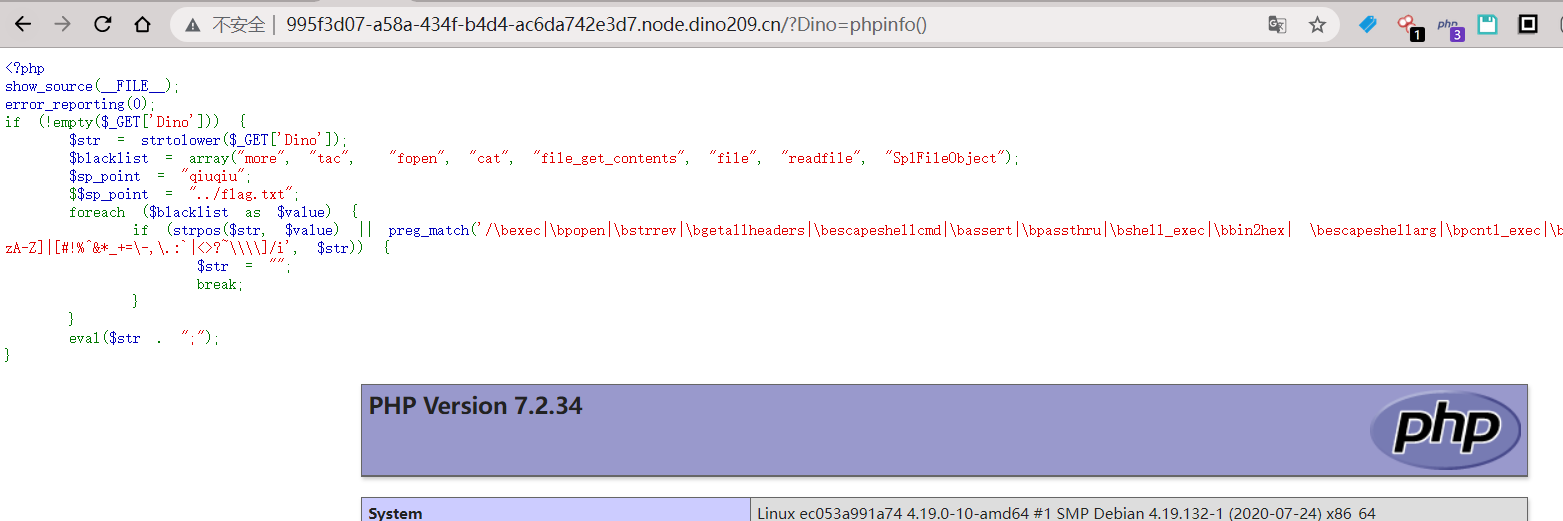 不安全 | 995f3d07-a58a-434f-b4d4-ac6da742e3d7.node.dino209.cn/?Dino=phpinfo()
1
php
3
<?php
show_source(__FILE__);
error_reporting(0);
if (!empty($_GET['Dino'])) {
$str = strtolower($_GET['Dino']);
$blacklist = array("more", "tac", "fopen", "cat", "file_get_contents", "file", "readfile", "SplFileObject");
$sp_point = "qiuqiu";
$$sp_point = "../flag.txt";
foreach ($blacklist as $value) {
if (strpos($str, $value) || preg_match('/\bexec|\bpopen|\bstrrev|\bgetallheaders|\bescapeshellcmd|\bassert|\bpassthru|\bshell_exec|\bbin2hex| \bescapeshellarg|\bpcntl_exec|\b
zA-Z]|[#!%^&*_+=\-,\.:`|<>?~\\\\]/i', $str)) {
$str = "";
break;
}
}
eval($str . ";");
}
PHP Version 7.2.34
php
System
Linux ec053a991a74 4.19.0-10-amd64 #1 SMP Debian 4.19.132-1 (2020-07-24) x86_64